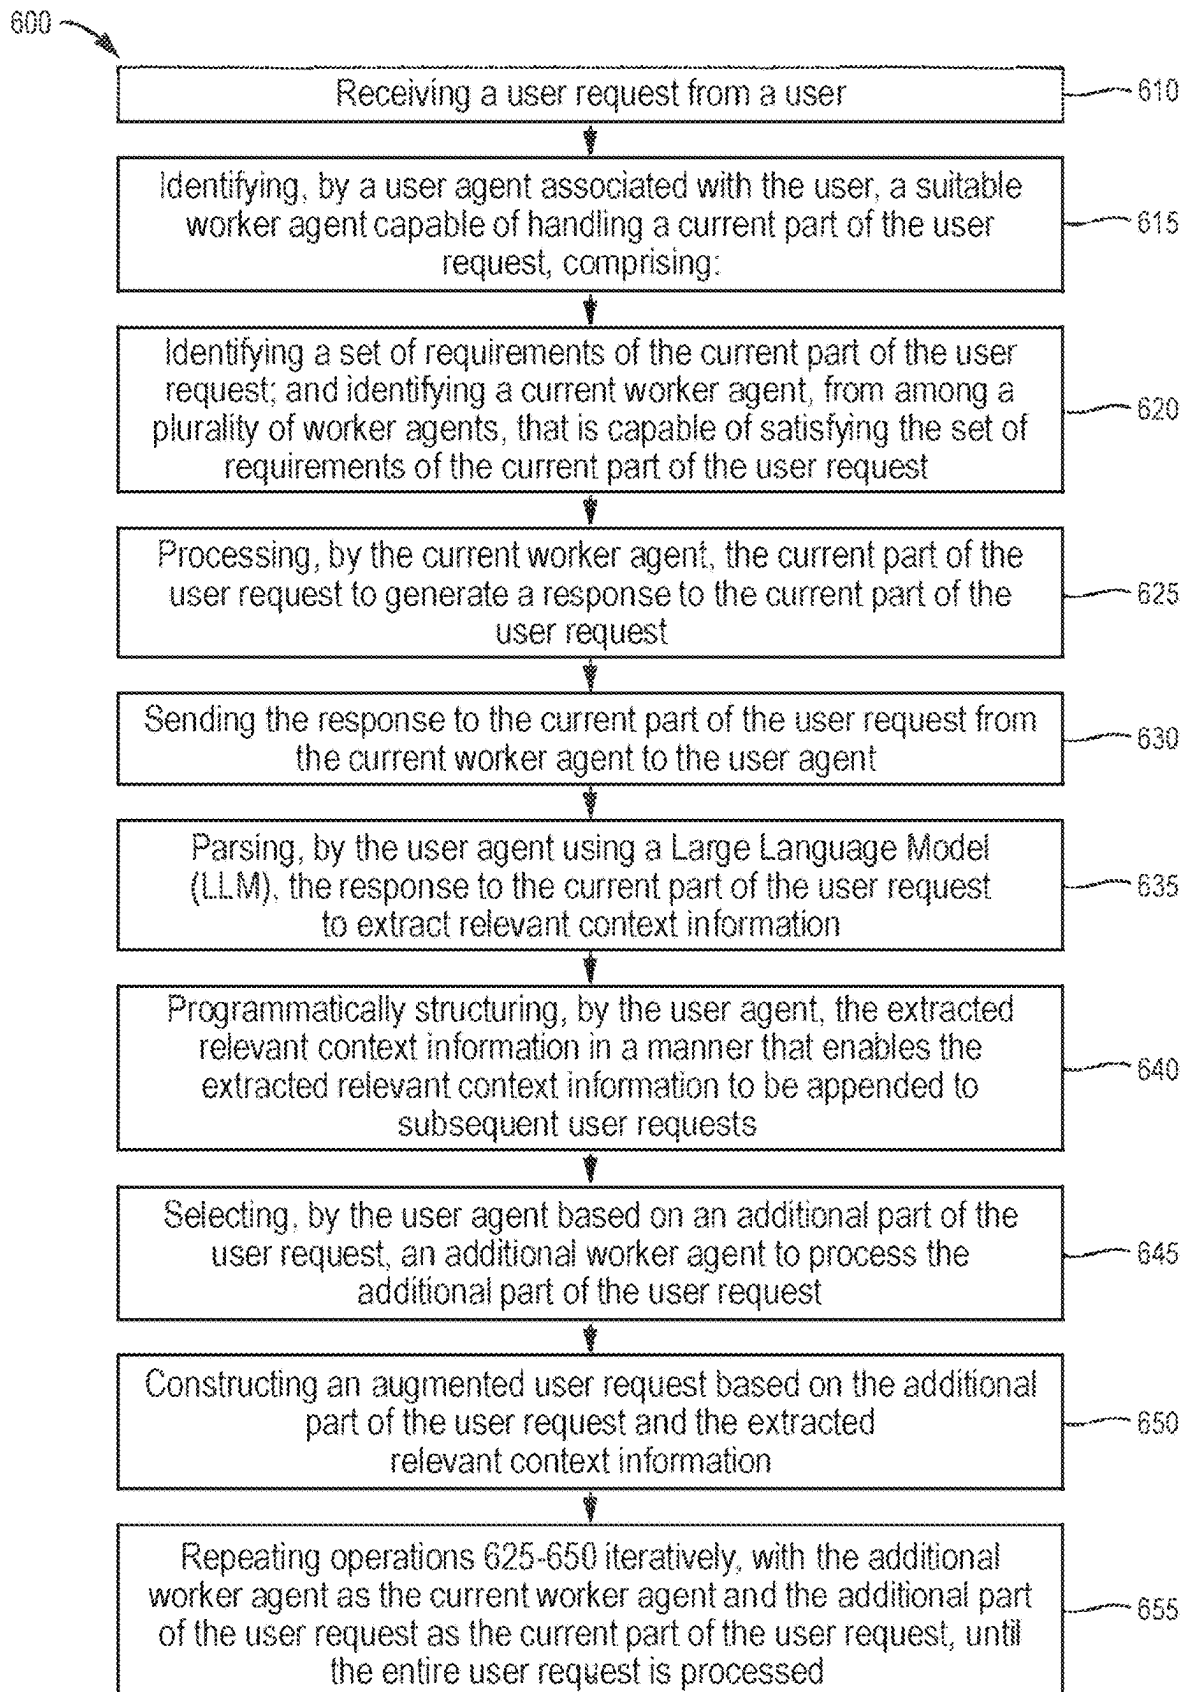 600
Receiving a user request from a user
610
Identifying, by a user agent associated with the user, a suitable
worker agent capable of handling a current part of the user
request, comprising:
615
Identifying a set of requirements of the current part of the user
request; and identifying a current worker agent, from among a
plurality of worker agents, that is capable of satisfying the set of
requirements of the current part of the user request
620
Processing, by the current worker agent, the current part of the
user request to generate a response to the current part of the
user request
625
Sending the response to the current part of the user request from
the current worker agent to the user agent
630
Parsing, by the user agent using a Large Language Model
(LLM), the response to the current part of the user request
to extract relevant context information
635
Programmatically structuring, by the user agent, the extracted
relevant context information in a manner that enables the
extracted relevant context information to be appended to
subsequent user requests
640
Selecting, by the user agent based on an additional part of the
user request, an additional worker agent to process the
additional part of the user request
645
Constructing an augmented user request based on the additional
part of the user request and the extracted
relevant context information
650
Repeating operations 625-650 iteratively, with the additional
worker agent as the current worker agent and the additional part
of the user request as the current part of the user request, until
the entire user request is processed
655